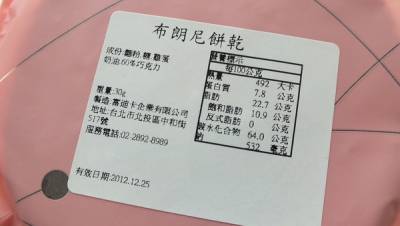 布朗尼餅乾
成份:麵粉.糖.雞蛋
奶油.60%巧克力
重量:30g
製造:富迪卡企業有限公司
地址:台北市北投區中和街
517號
服務電話:02-2892-8989
有效日期:2012.12.25
營養標示
每100公克
熱量 492 大卡
蛋白質 7.8 公克
脂肪 22.7 公克
飽和脂肪 10.9 公克
反式脂肪 0 公克
碳水化合物 64.0 公克
鈉 532 毫克